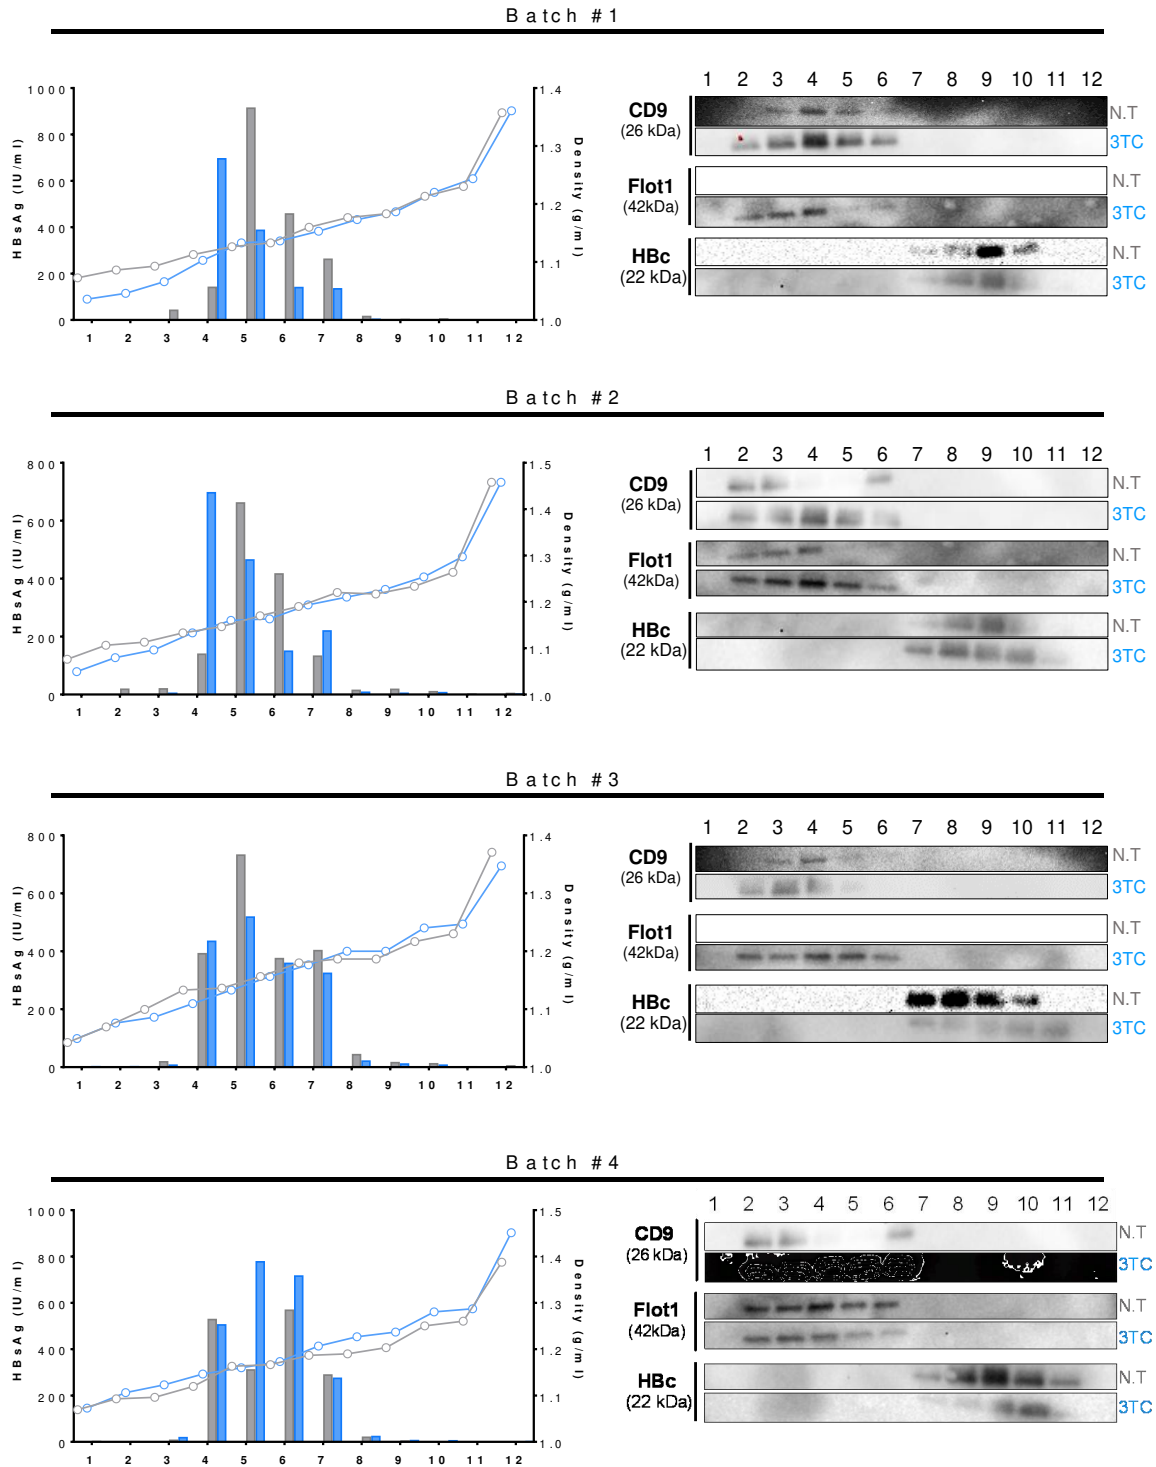 Batch #1
1 2 3 4 5 6 7 8 9 10 11 12
1000 800 600 400 200 0
HBsAg (IU/ml)
1.4 1.3 1.2 1.1 1.0
Density (g/ml)
1 2 3 4 5 6 7 8 9 10 11 12
CD9 N.T
(26 kDa) 3TC
Flot1 N.T
(42kDa) 3TC
HBc N.T
(22 kDa) 3TC
Batch #2
1 2 3 4 5 6 7 8 9 10 11 12
800 600 400 200 0
HBsAg (IU/ml)
1.5 1.4 1.3 1.2 1.1 1.0
Density (g/ml)
1 2 3 4 5 6 7 8 9 10 11 12
CD9 N.T
(26 kDa) 3TC
Flot1 N.T
(42kDa) 3TC
HBc N.T
(22 kDa) 3TC
Batch #3
1 2 3 4 5 6 7 8 9 10 11 12
800 600 400 200 0
HBsAg (IU/ml)
1.4 1.3 1.2 1.1 1.0
Density (g/ml)
1 2 3 4 5 6 7 8 9 10 11 12
CD9 N.T
(26 kDa) 3TC
Flot1 N.T
(42kDa) 3TC
HBc N.T
(22 kDa) 3TC
Batch #4
1 2 3 4 5 6 7 8 9 10 11 12
1000 800 600 400 200 0
HBsAg (IU/ml)
1.5 1.4 1.3 1.2 1.1 1.0
Density (g/ml)
1 2 3 4 5 6 7 8 9 10 11 12
CD9 N.T
(26 kDa) 3TC
Flot1 N.T
(42kDa) 3TC
HBc N.T
(22 kDa) 3TC